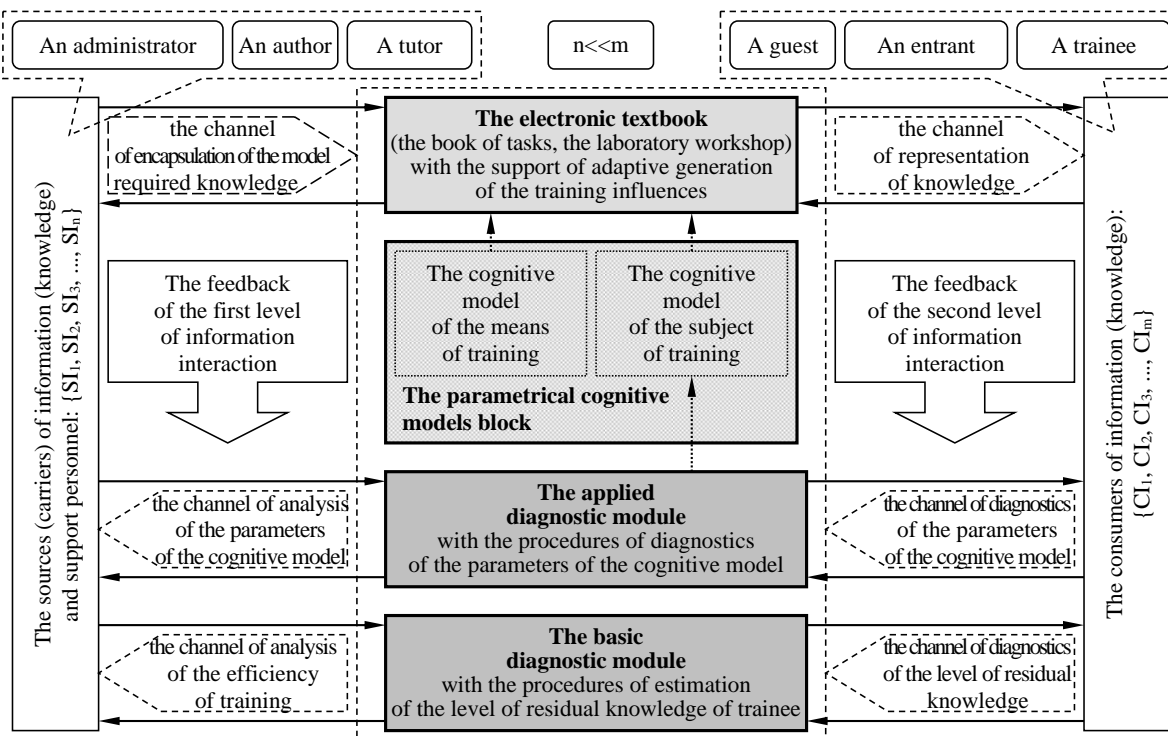 An administrator
An author
A tutor
n<<m
A guest
An entrant
A trainee
The sources (carriers) of information (knowledge)
and support personnel: {SI₁, SI₂, SI₃, ..., SIₙ}
the channel
of encapsulation of the model
required knowledge
The electronic textbook
(the book of tasks, the laboratory workshop)
with the support of adaptive generation
of the training influences
the channel
of representation
of knowledge
The consumers of information (knowledge):
{CI₁, CI₂, CI₃, ..., CIₘ}
The feedback
of the first level
of information
interaction
The cognitive
model
of the means
of training
The cognitive
model
of the subject
of training
The parametrical cognitive
models block
The feedback
of the second level
of information
interaction
the channel of analysis
of the parameters
of the cognitive model
The applied
diagnostic module
with the procedures of diagnostics
of the parameters of the cognitive model
the channel of diagnostics
of the parameters
of the cognitive model
the channel of analysis
of the efficiency
of training
The basic
diagnostic module
with the procedures of estimation
of the level of residual knowledge of trainee
the channel of diagnostics
of the level of residual
knowledge